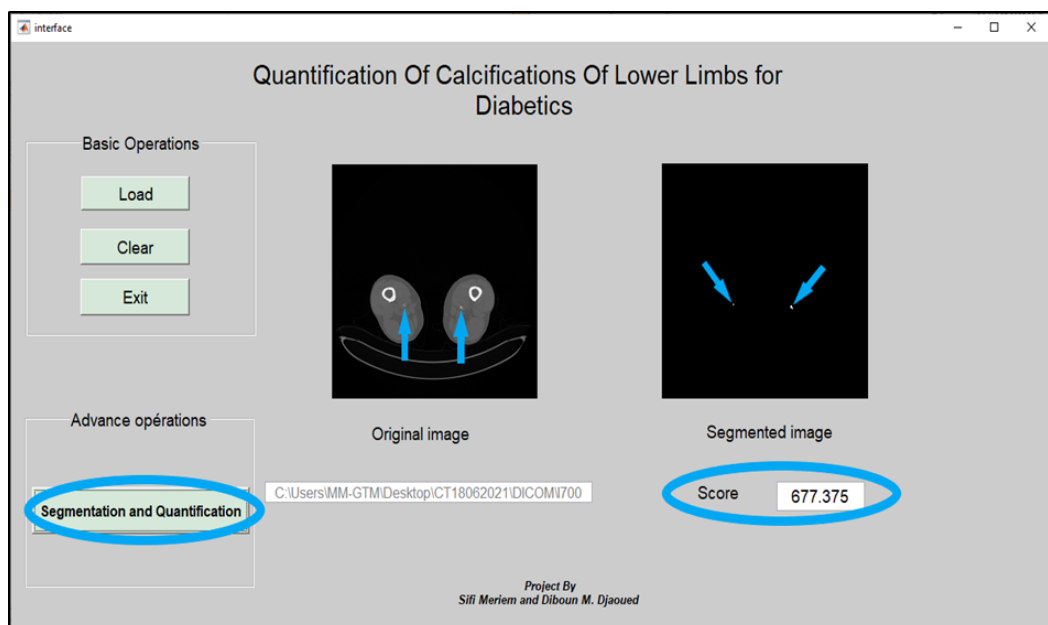 interface
Quantification Of Calcifications Of Lower Limbs for
Diabetics
Basic Operations
Load
Clear
Exit
Original image
Segmented image
Advance opérations
Segmentation and Quantification
C:\Users\MM-GTM\Desktop\CT18062021\DICOM\I700
Score
677.375
Project By
Sifi Meriem and Diboun M. Djaoued